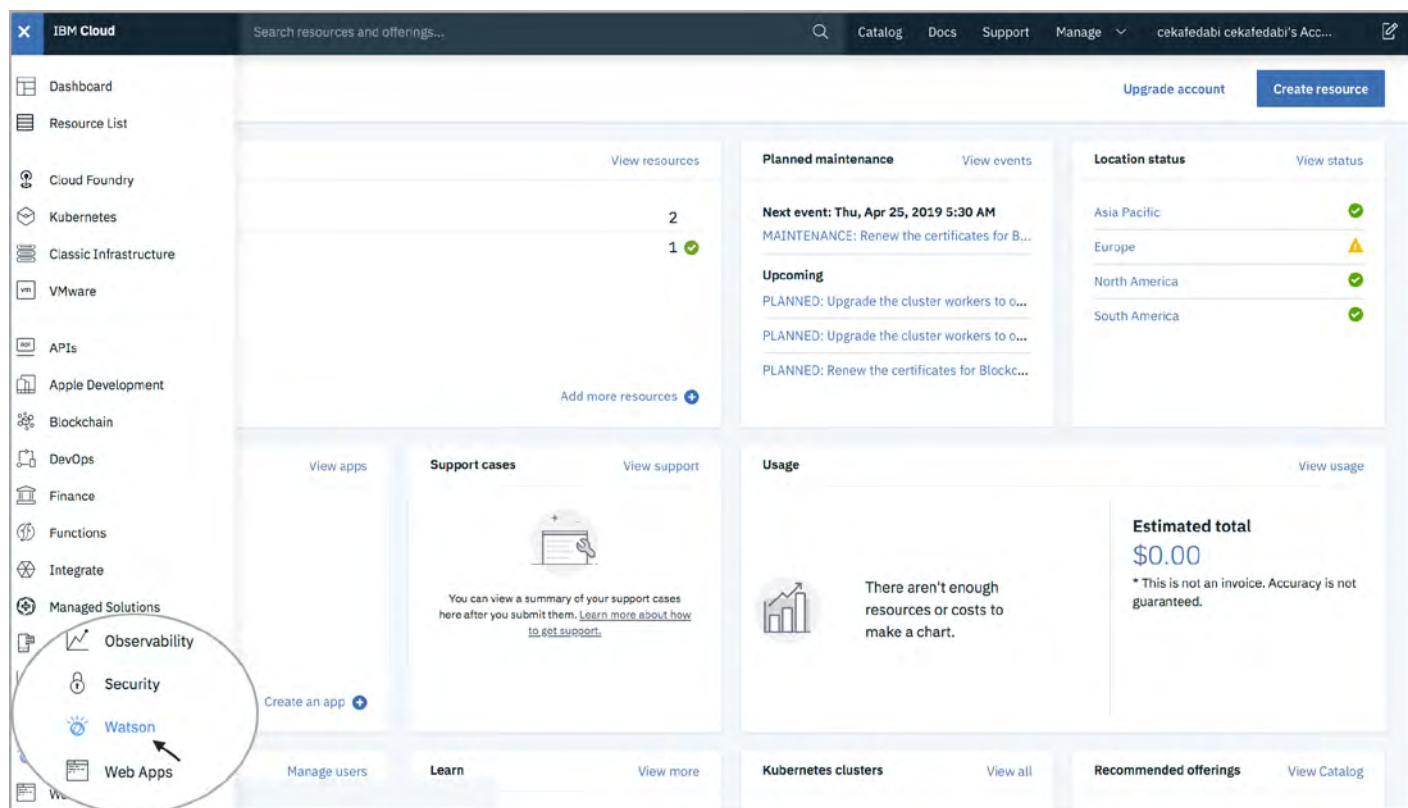 IBM Cloud
Search resources and offerings...
Catalog
Docs
Support
Manage
cekafedabi cekafedabi's Acc...
Dashboard
Resource List
Cloud Foundry
Kubernetes
Classic Infrastructure
VMware
APIs
Apple Development
Blockchain
DevOps
Finance
Functions
Integrate
Managed Solutions
Observability
Security
Watson
Web Apps
Upgrade account
Create resource
View resources
2
1
Add more resources
Planned maintenance
View events
Next event: Thu, Apr 25, 2019 5:30 AM
MAINTENANCE: Renew the certificates for B...
Upcoming
PLANNED: Upgrade the cluster workers to o...
PLANNED: Upgrade the cluster workers to o...
PLANNED: Renew the certificates for Blockc...
Location status
View status
Asia Pacific
Europe
North America
South America
View apps
Create an app
Support cases
View support
You can view a summary of your support cases
here after you submit them. Learn more about how
to get support.
Usage
View usage
There aren't enough
resources or costs to
make a chart.
Estimated total
$0.00
* This is not an invoice. Accuracy is not
guaranteed.
Manage users
Learn
View more
Kubernetes clusters
View all
Recommended offerings
View Catalog